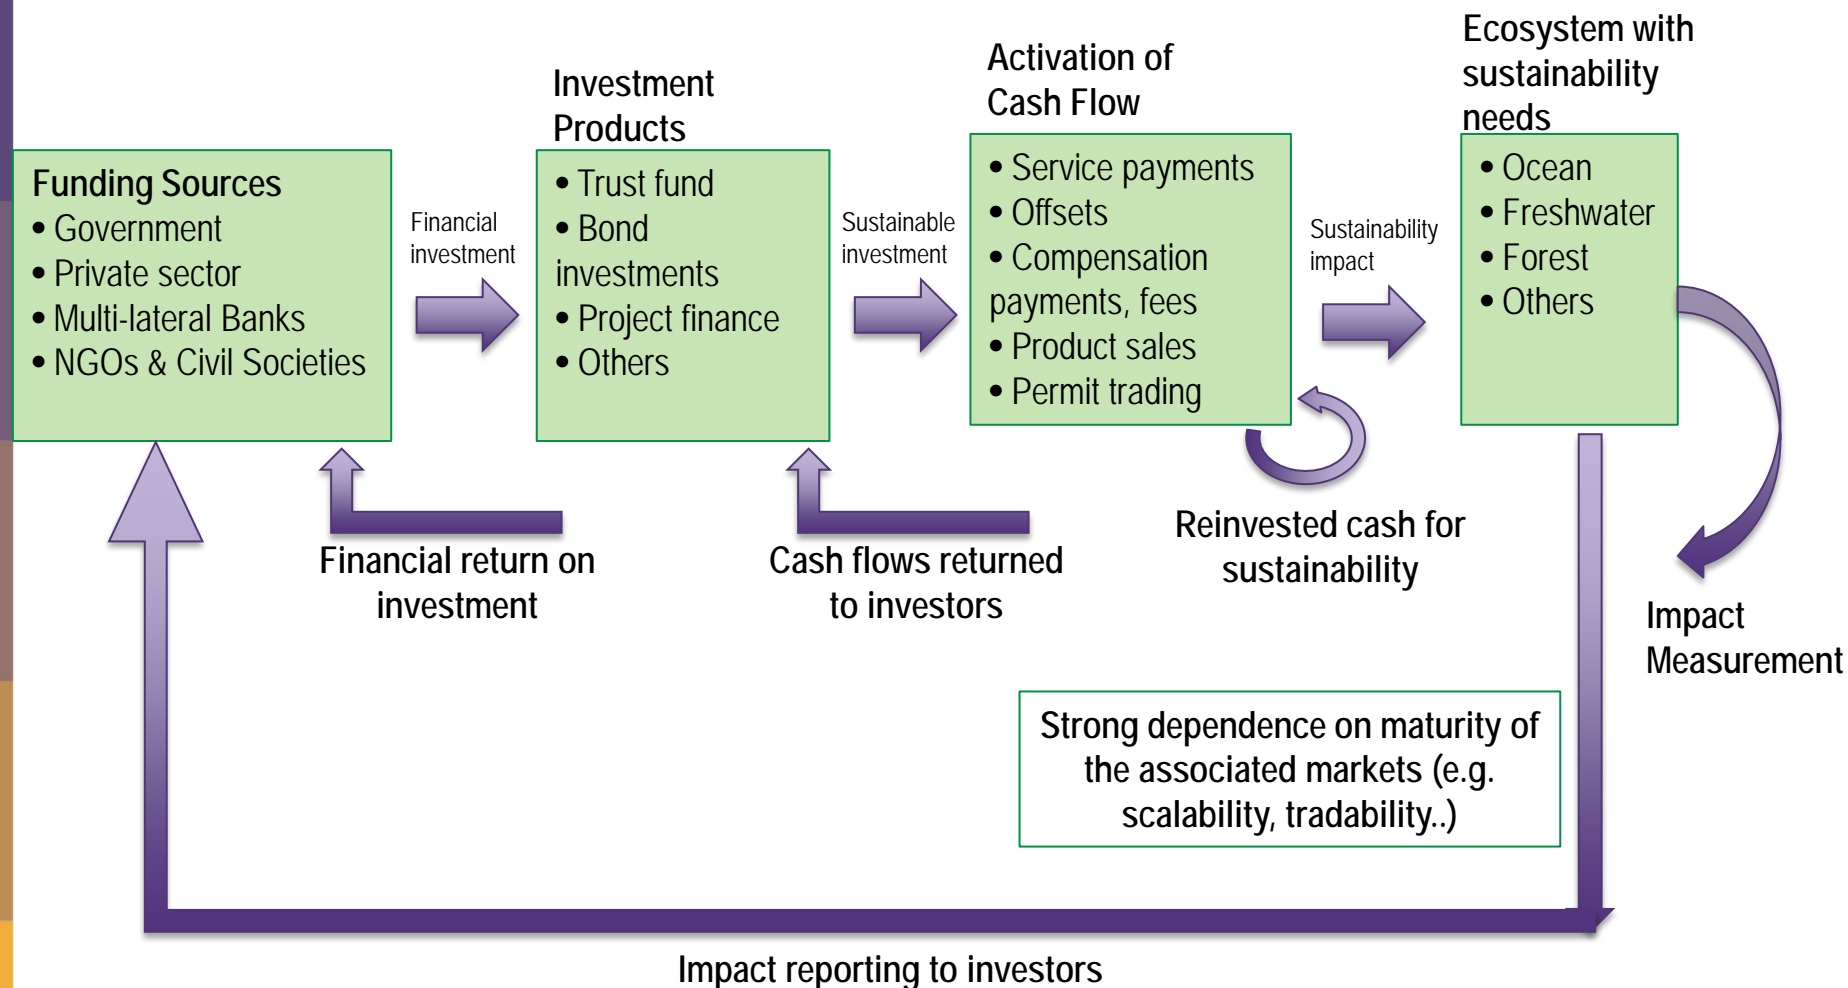 Funding Sources
• Government
• Private sector
• Multi-lateral Banks
• NGOs & Civil Societies
Financial
investment
Investment
Products
• Trust fund
• Bond
investments
• Project finance
• Others
Sustainable
investment
Activation of
Cash Flow
• Service payments
• Offsets
• Compensation
payments, fees
• Product sales
• Permit trading
Sustainability
impact
Ecosystem with
sustainability
needs
• Ocean
• Freshwater
• Forest
• Others
Financial return on
investment
Cash flows returned
to investors
Reinvested cash for
sustainability
Impact
Measurement
Strong dependence on maturity of
the associated markets (e.g.
scalability, tradability..)
Impact reporting to investors